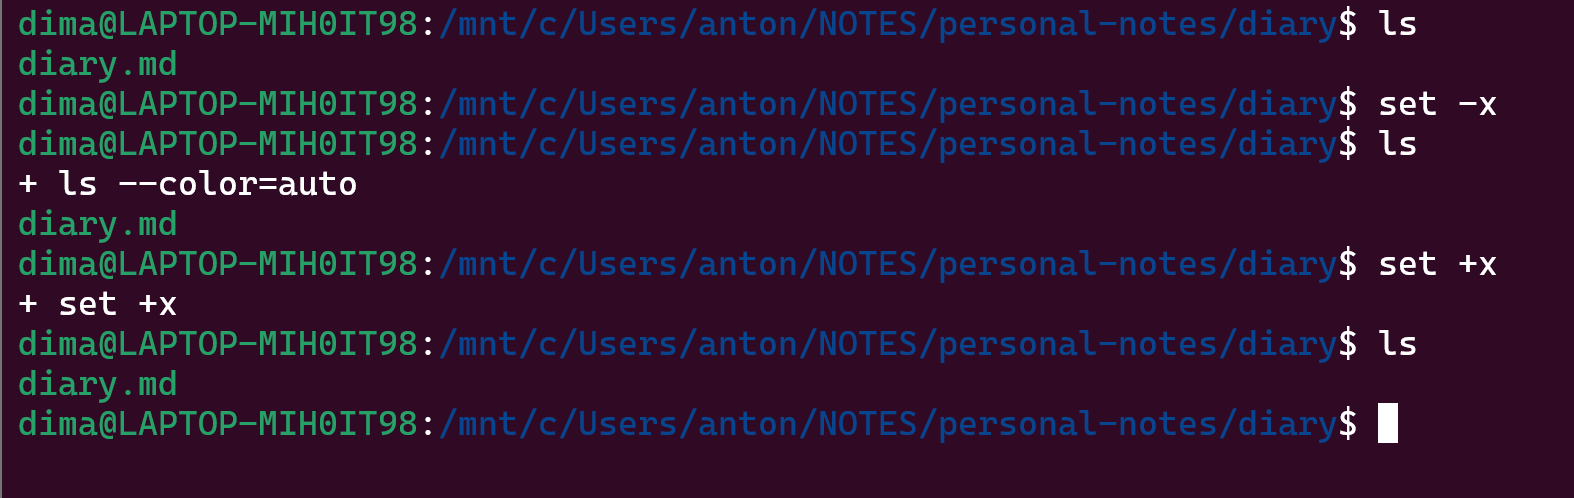 dima@LAPTOP-MIH0IT98:/mnt/c/Users/anton/NOTES/personal-notes/diary$ ls
diary.md
dima@LAPTOP-MIH0IT98:/mnt/c/Users/anton/NOTES/personal-notes/diary$ set -x
dima@LAPTOP-MIH0IT98:/mnt/c/Users/anton/NOTES/personal-notes/diary$ ls
+ ls --color=auto
diary.md
dima@LAPTOP-MIH0IT98:/mnt/c/Users/anton/NOTES/personal-notes/diary$ set +x
+ set +x
dima@LAPTOP-MIH0IT98:/mnt/c/Users/anton/NOTES/personal-notes/diary$ ls
diary.md
dima@LAPTOP-MIH0IT98:/mnt/c/Users/anton/NOTES/personal-notes/diary$